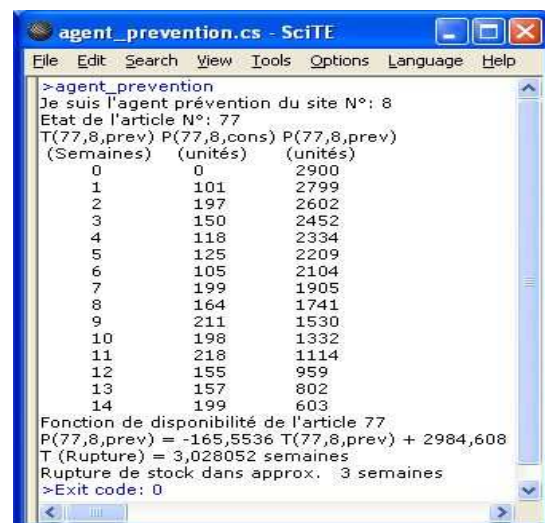 agent_prevention.cs - SciTE
File Edit Search View Tools Options Language Help
>agent_prevention
Je suis l'agent prévention du site N°: 8
Etat de l'article N°: 77
T(77,8,prev) P(77,8,cons) P(77,8,prev)
(Semaines) (unités) (unités)
0 0 2900
1 101 2799
2 197 2602
3 150 2452
4 118 2334
5 125 2209
6 105 2104
7 199 1905
8 164 1741
9 211 1530
10 198 1332
11 218 1114
12 155 959
13 157 802
14 199 603
Fonction de disponibilité de l'article 77
P(77,8,prev) = -165,5536 T(77,8,prev) + 2984,608
T (Rupture) = 3,028052 semaines
Rupture de stock dans approx. 3 semaines
>Exit code: 0